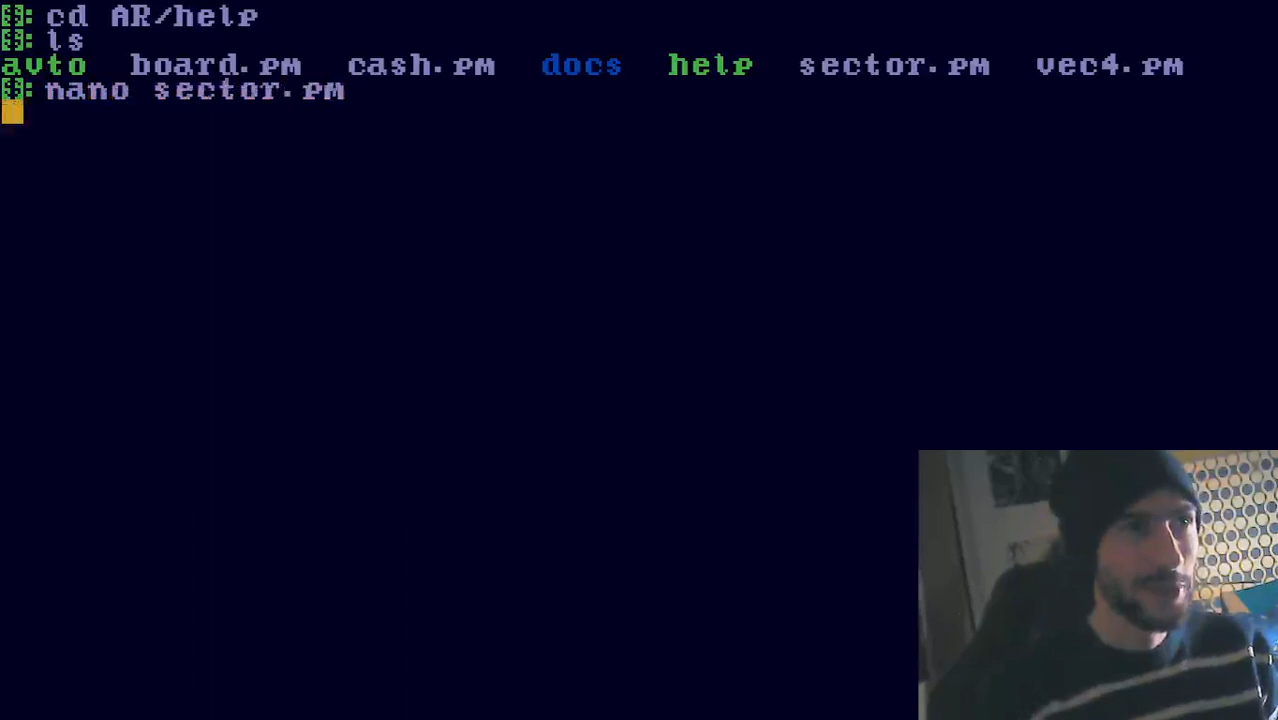 $: cd AR/help
$: ls
avto board.pm cash.pm docs help sector.pm vec4.pm
$: nano sector.pm